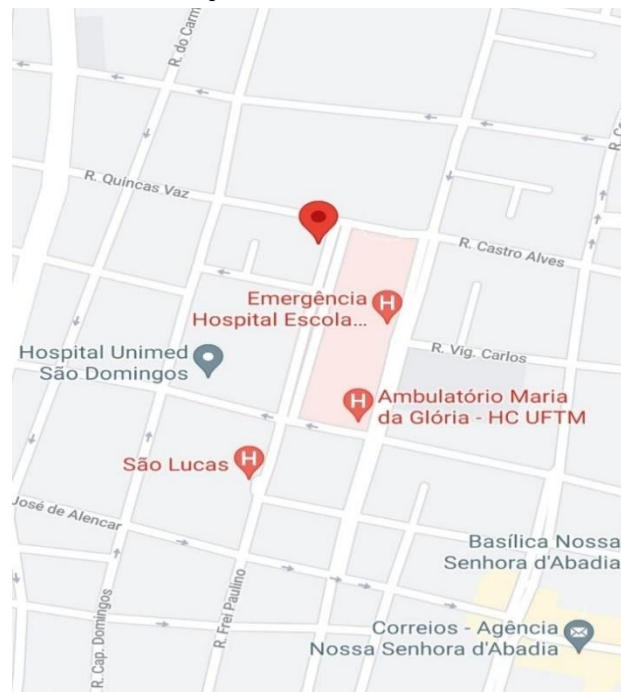 R. do Carm
R. Quincas Vaz
R. Castro Alves
Emergência
Hospital Escola...
H
R. Vig. Carlos
Hospital Unimed
São Domingos
Ambulatório Maria
da Glória - HC UFTM
H
São Lucas
H
José de Alencar
Basílica Nossa
Senhora d'Abadia
R. Cap. Domingos
R. Frei Paulino
Correios - Agência
Nossa Senhora d'Abadia